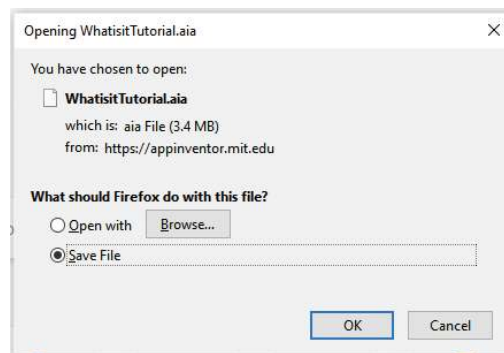 Opening WhatisitTutorial.aia
You have chosen to open:
WhatisitTutorial.aia
which is: aia File (3.4 MB)
from: https://appinventor.mit.edu
What should Firefox do with this file?
Open with Browse...
Save File
OK Cancel